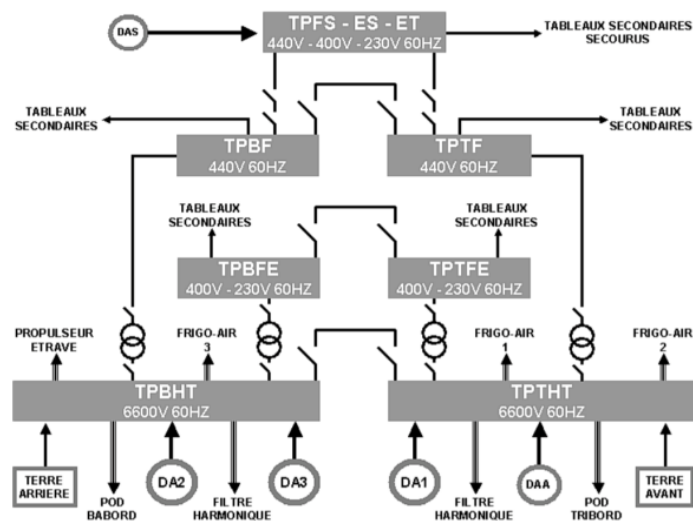 DAS
TPFS - ES - ET
440V - 400V - 230V 60HZ
TABLEAUX SECONDAIRES
SECOURUS
TABLEAUX
SECONDAIRES
TPBF
440V 60HZ
TPTF
440V 60HZ
TABLEAUX
SECONDAIRES
TABLEAUX
SECONDAIRES
TABLEAUX
SECONDAIRES
TPBFE
400V - 230V 60HZ
TPTFE
400V - 230V 60HZ
PROPULSEUR
ETRAVE
FRIGO-AIR
3
FRIGO-AIR
1
FRIGO-AIR
2
TPBHT
6600V 60HZ
TPTHT
6600V 60HZ
TERRE
ARRIERE
POD
BABORD
DA2
FILTRE
HARMONIQUE
DA3
DA1
FILTRE
HARMONIQUE
DAA
POD
TRIBORD
TERRE
AVANT